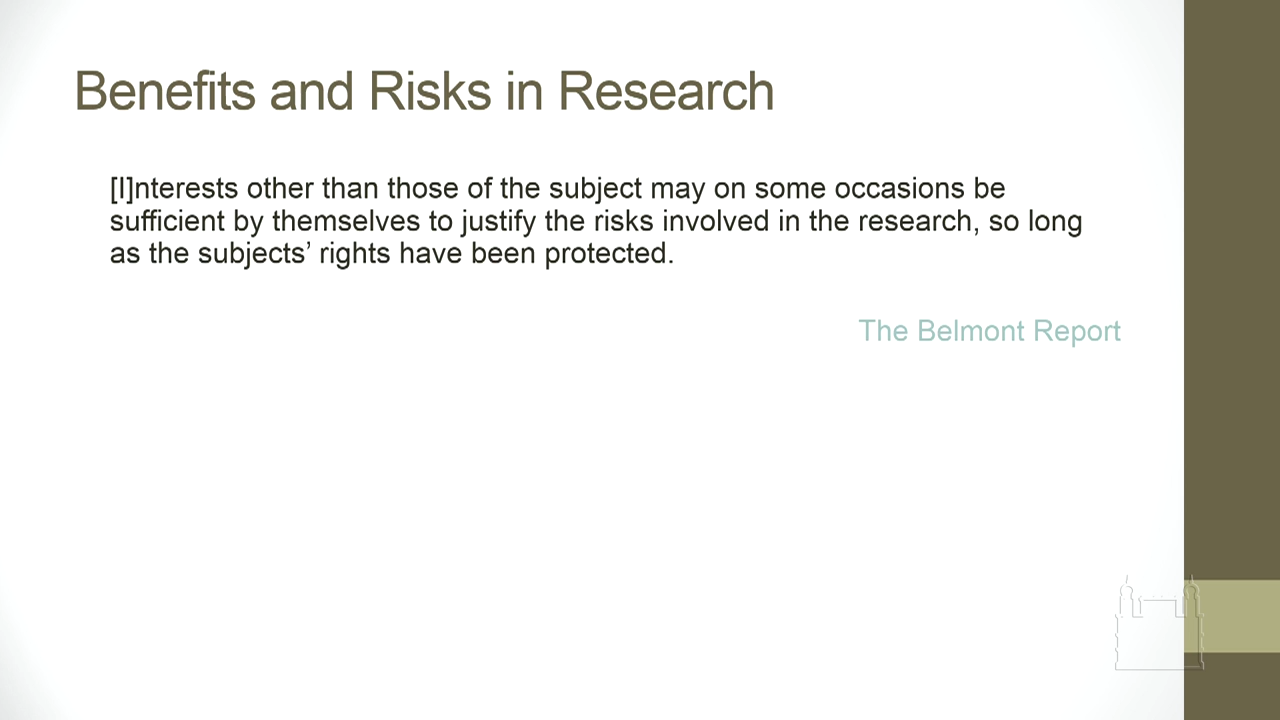 Benefits and Risks in Research
[I]nterests other than those of the subject may on some occasions be
sufficient by themselves to justify the risks involved in the research, so long
as the subjects’ rights have been protected.
The Belmont Report